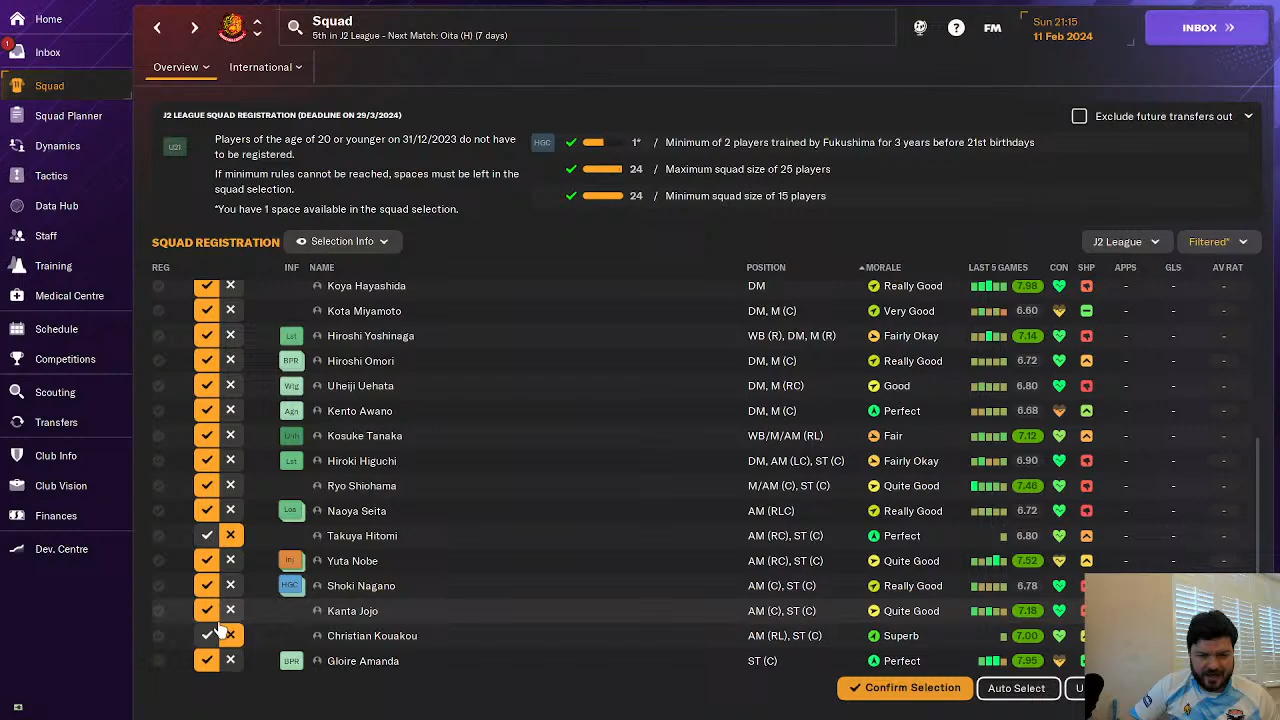 Home
Squad
Sun 21:15
5th in J2 League - Next Match: Oita (H) (7 days)
FM
11 Feb 2024
INBOX
1
Inbox
Squad
Overview
International
Squad Planner
J2 LEAGUE SQUAD REGISTRATION (DEADLINE ON 29/3/2024)
Exclude future transfers out
U21
Players of the age of 20 or younger on 31/12/2023 do not have
to be registered.
If minimum rules cannot be reached, spaces must be left in the
squad selection.
*You have 1 space available in the squad selection.
HGC 1* / Minimum of 2 players trained by Fukushima for 3 years before 21st birthdays
24 / Maximum squad size of 25 players
24 / Minimum squad size of 15 players
Dynamics
Tactics
Data Hub
Staff
Training
Medical Centre
Schedule
Competitions
Scouting
Transfers
Club Info
Club Vision
Finances
Dev. Centre
SQUAD REGISTRATION Selection Info J2 League Filtered*
REG INF NAME POSITION MORALE LAST 5 GAMES CON SHP APPS GLS AV RAT
Koya Hayashida DM Really Good 7.98 - - -
Kota Miyamoto DM, M (C) Very Good 6.60 - - -
Lst Hiroshi Yoshinaga WB (R), DM, M (R) Fairly Okay 7.14 - - -
BPR Hiroshi Omori DM, M (C) Really Good 6.72 - - -
Wtg Uheiji Uehata DM, M (RC) Good 6.80 - - -
Agn Kento Awano DM, M (C) Perfect 6.68 - - -
Unh Kosuke Tanaka WB/M/AM (RL) Fair 7.12 - - -
Lst Hiroki Higuchi DM, AM (LC), ST (C) Fairly Okay 6.90 - - -
Ryo Shiohama M/AM (C), ST (C) Quite Good 7.46 - - -
Loa Naoya Seita AM (RLC) Really Good 6.72 - - -
Takuya Hitomi AM (RC), ST (C) Perfect 6.80 - - -
Inj Yuta Nobe AM (RC), ST (C) Quite Good 7.52 - - -
HGC Shoki Nagano AM (C), ST (C) Really Good 6.78
Kanta Jojo AM (C), ST (C) Quite Good 7.18
Christian Kouakou AM (RL), ST (C) Superb 7.00
BPR Gloire Amanda ST (C) Perfect 7.95
Confirm Selection Auto Select U